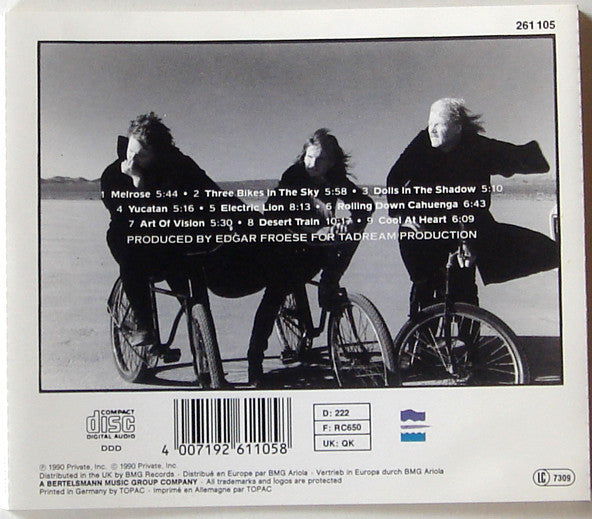 261 105
1 Melrose 5:44 • 2 Three Bikes In The Sky 5:58 • 3 Dolls In The Shadow 5:10
4 Yucatan 5:16 • 5 Electric Lion 8:13 • 6 Rolling Down Cahuenga 6:43
7 Art Of Vision 5:30 • 8 Desert Train 10:17 • 9 Cool At Heart 6:09
PRODUCED BY EDGAR FROESE FOR TADREAM PRODUCTION
COMPACT
disc
DIGITAL AUDIO
DDD
4 007192 611058
D: 222
F: RC650
UK: QK
℗ 1990 Private, Inc. © 1990 Private, Inc.
Distributed in the UK by BMG Records · Distribué en Europe par BMG Ariola · Vertrieb in Europa durch BMG Ariola
A BERTELSMANN MUSIC GROUP COMPANY · All trademarks and logos are protected
Printed in Germany by TOPAC · Imprimé en Allemagne par TOPAC
LC 7309